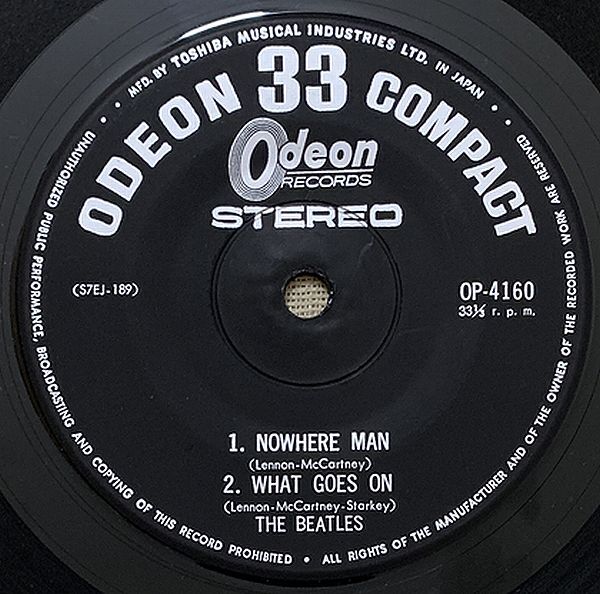 MFD. BY TOSHIBA MUSICAL INDUSTRIES LTD. IN JAPAN
ODEON 33 COMPACT
Odeon
RECORDS
STEREO
(S7EJ-189)
OP-4160
33⅓ r. p. m.
1. NOWHERE MAN
(Lennon-McCartney)
2. WHAT GOES ON
(Lennon-McCartney-Starkey)
THE BEATLES
UNAUTHORIZED PUBLIC PERFORMANCE, BROADCASTING AND COPYING OF THIS RECORD PROHIBITED • ALL RIGHTS OF THE MANUFACTURER AND OF THE OWNER OF THE RECORDED WORK ARE RESERVED